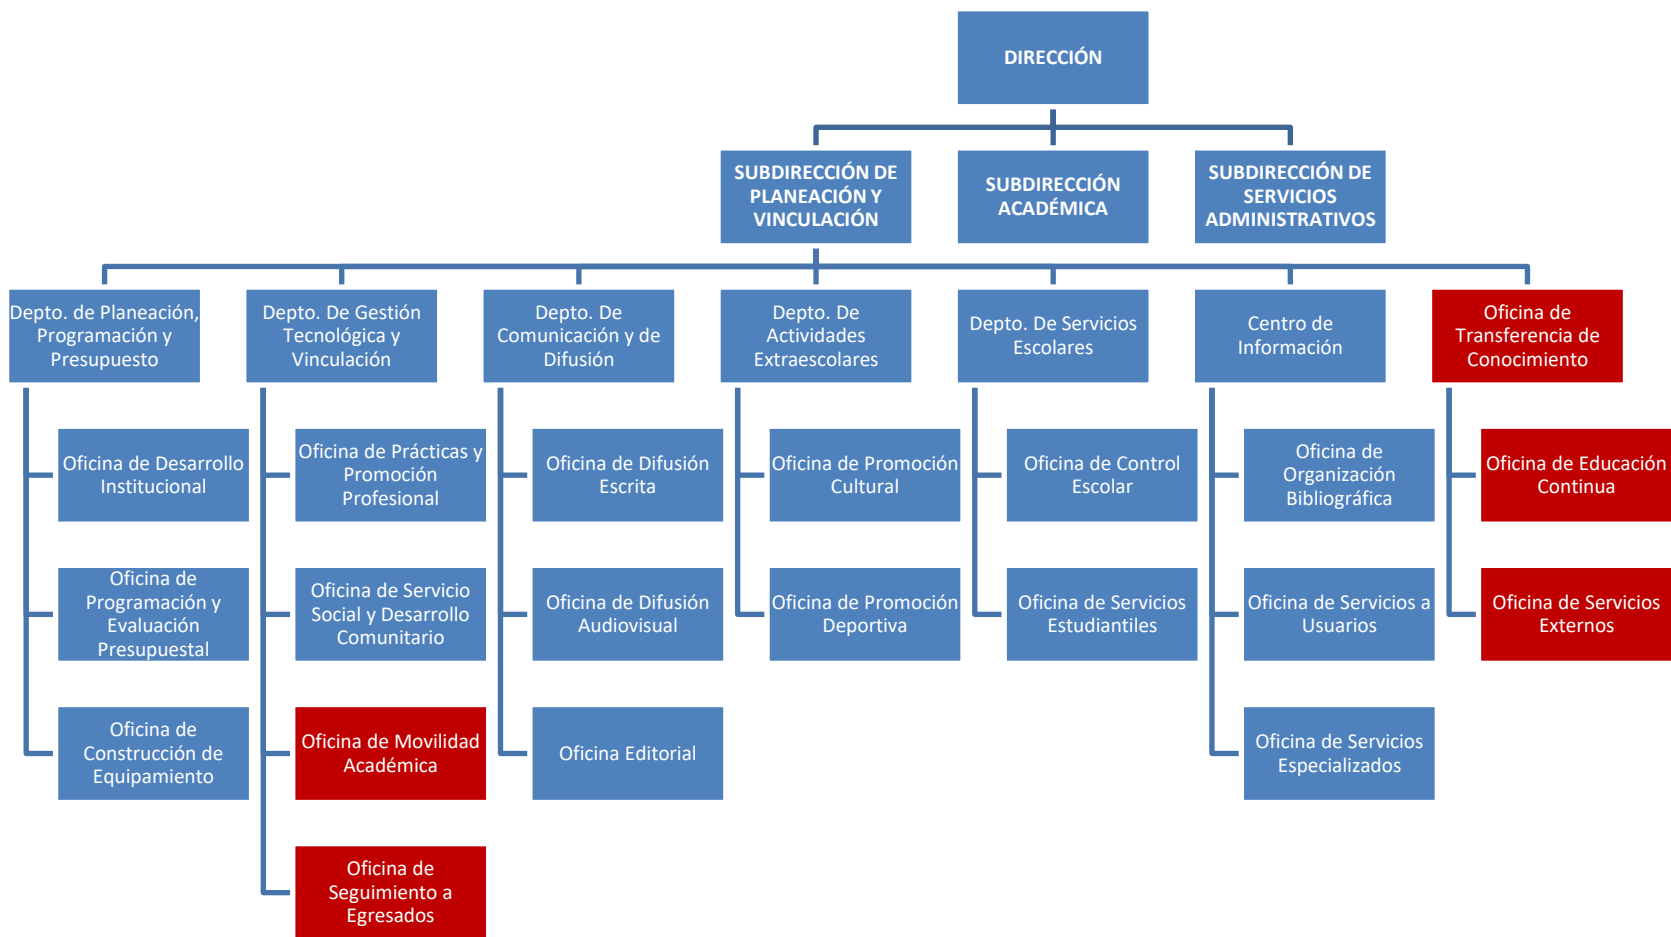 DIRECCIÓN
SUBDIRECCIÓN DE
PLANEACIÓN Y
VINCULACIÓN
SUBDIRECCIÓN
ACADÉMICA
SUBDIRECCIÓN DE
SERVICIOS
ADMINISTRATIVOS
Depto. de Planeación,
Programación y
Presupuesto
Depto. De Gestión
Tecnológica y
Vinculación
Depto. De
Comunicación y de
Difusión
Depto. De
Actividades
Extraescolares
Depto. De Servicios
Escolares
Centro de
Información
Oficina de
Transferencia de
Conocimiento
Oficina de Desarrollo
Institucional
Oficina de Prácticas y
Promoción
Profesional
Oficina de Difusión
Escrita
Oficina de Promoción
Cultural
Oficina de Control
Escolar
Oficina de
Organización
Bibliográfica
Oficina de Educación
Continua
Oficina de
Programación y
Evaluación
Presupuestal
Oficina de Servicio
Social y Desarrollo
Comunitario
Oficina de Difusión
Audiovisual
Oficina de Promoción
Deportiva
Oficina de Servicios
Estudiantiles
Oficina de Servicios a
Usuarios
Oficina de Servicios
Externos
Oficina de
Construcción de
Equipamiento
Oficina de Movilidad
Académica
Oficina Editorial
Oficina de Servicios
Especializados
Oficina de
Seguimiento a
Egresados